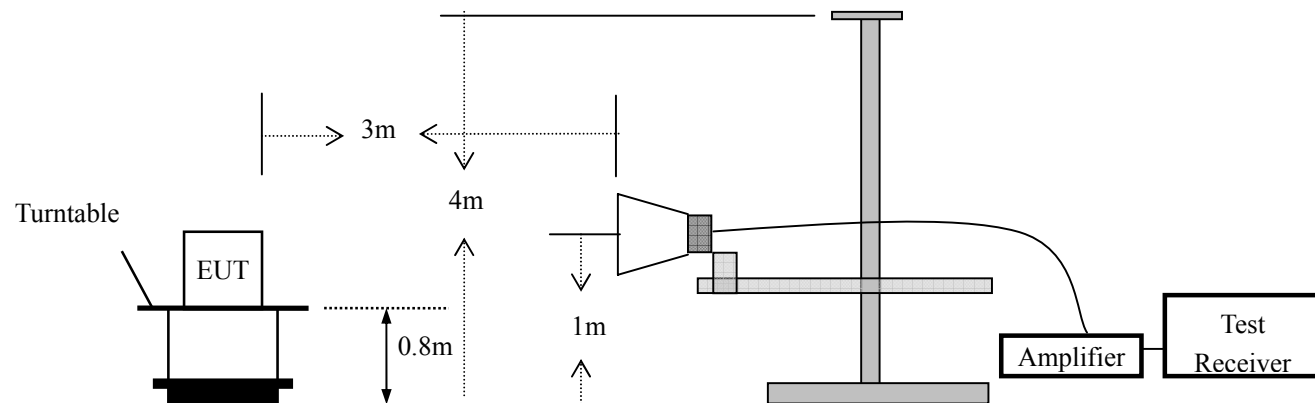 3m
4m
Turntable
EUT
1m
0.8m
Amplifier
Test
Receiver